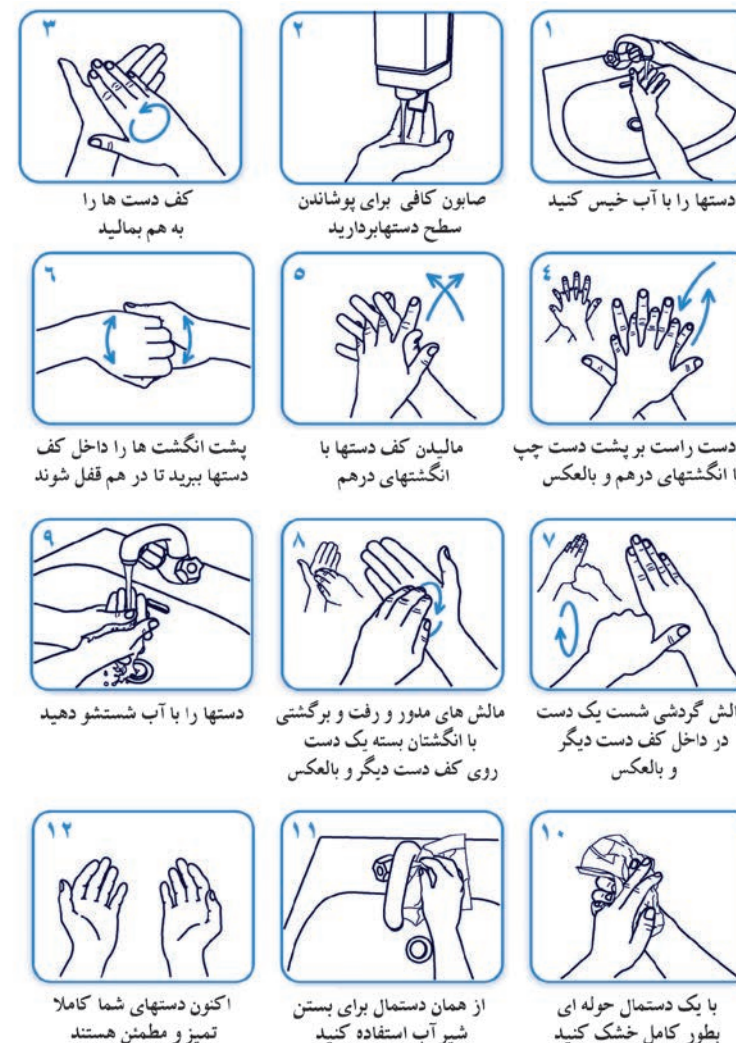 ۱
دستها را با آب خیس کنید
۲
صابون کافی برای پوشاندن
سطح دستهابردارید
۳
کف دست ها را
به هم بمالید
۴
دست راست بر پشت دست چپ
انگشتهای درهم و بالعکس
۵
مالیدن کف دستها با
انگشتهای درهم
۶
پشت انگشت ها را داخل کف
دستها ببرید تا در هم قفل شوند
۷
گردشی شست یک دست
در داخل کف دست دیگر
و بالعکس
۸
مالش های مدور و رفت و برگشتی
با انگشتان بسته یک دست
روی کف دست دیگر و بالعکس
۹
دستها را با آب شستشو دهید
۱۰
با یک دستمال حوله ای
بطور کامل خشک کنید
۱۱
از همان دستمال برای بستن
شیر آب استفاده کنید
۱۲
اکنون دستهای شما کاملا
تمیز و مطمئن هستند